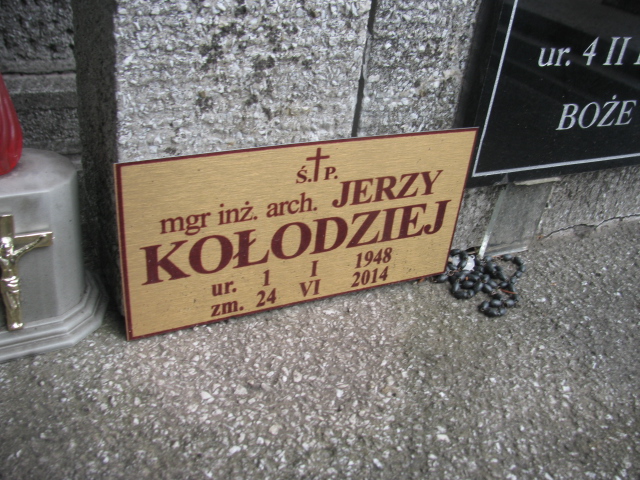 Ś.P.
mgr inż. arch. JERZY
KOŁODZIEJ
ur. 1 I 1948
zm. 24 VI 2014
ur. 4 II
BOŻE